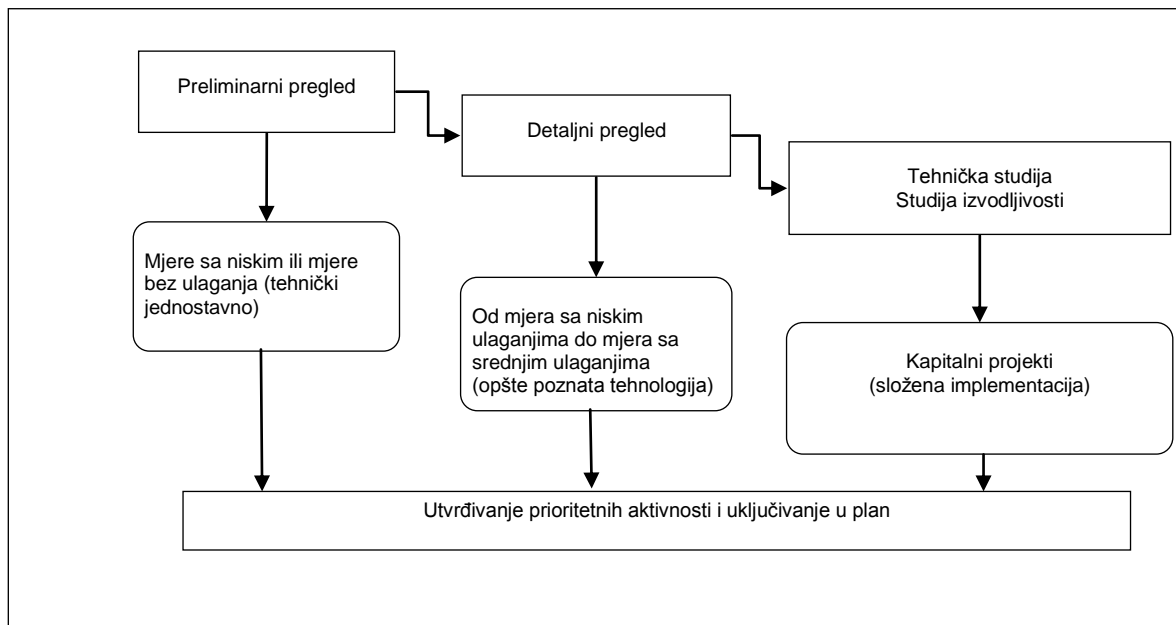 Preliminarni pregled
Detaljni pregled
Tehnička studija
Studija izvodljivosti
Mjere sa niskim ili mjere
bez ulaganja (tehnički
jednostavno)
Od mjera sa niskim
ulaganjima do mjera sa
srednjim ulaganjima
(opšte poznata tehnologija)
Kapitalni projekti
(složena implementacija)
Utvrđivanje prioritetnih aktivnosti i uključivanje u plan